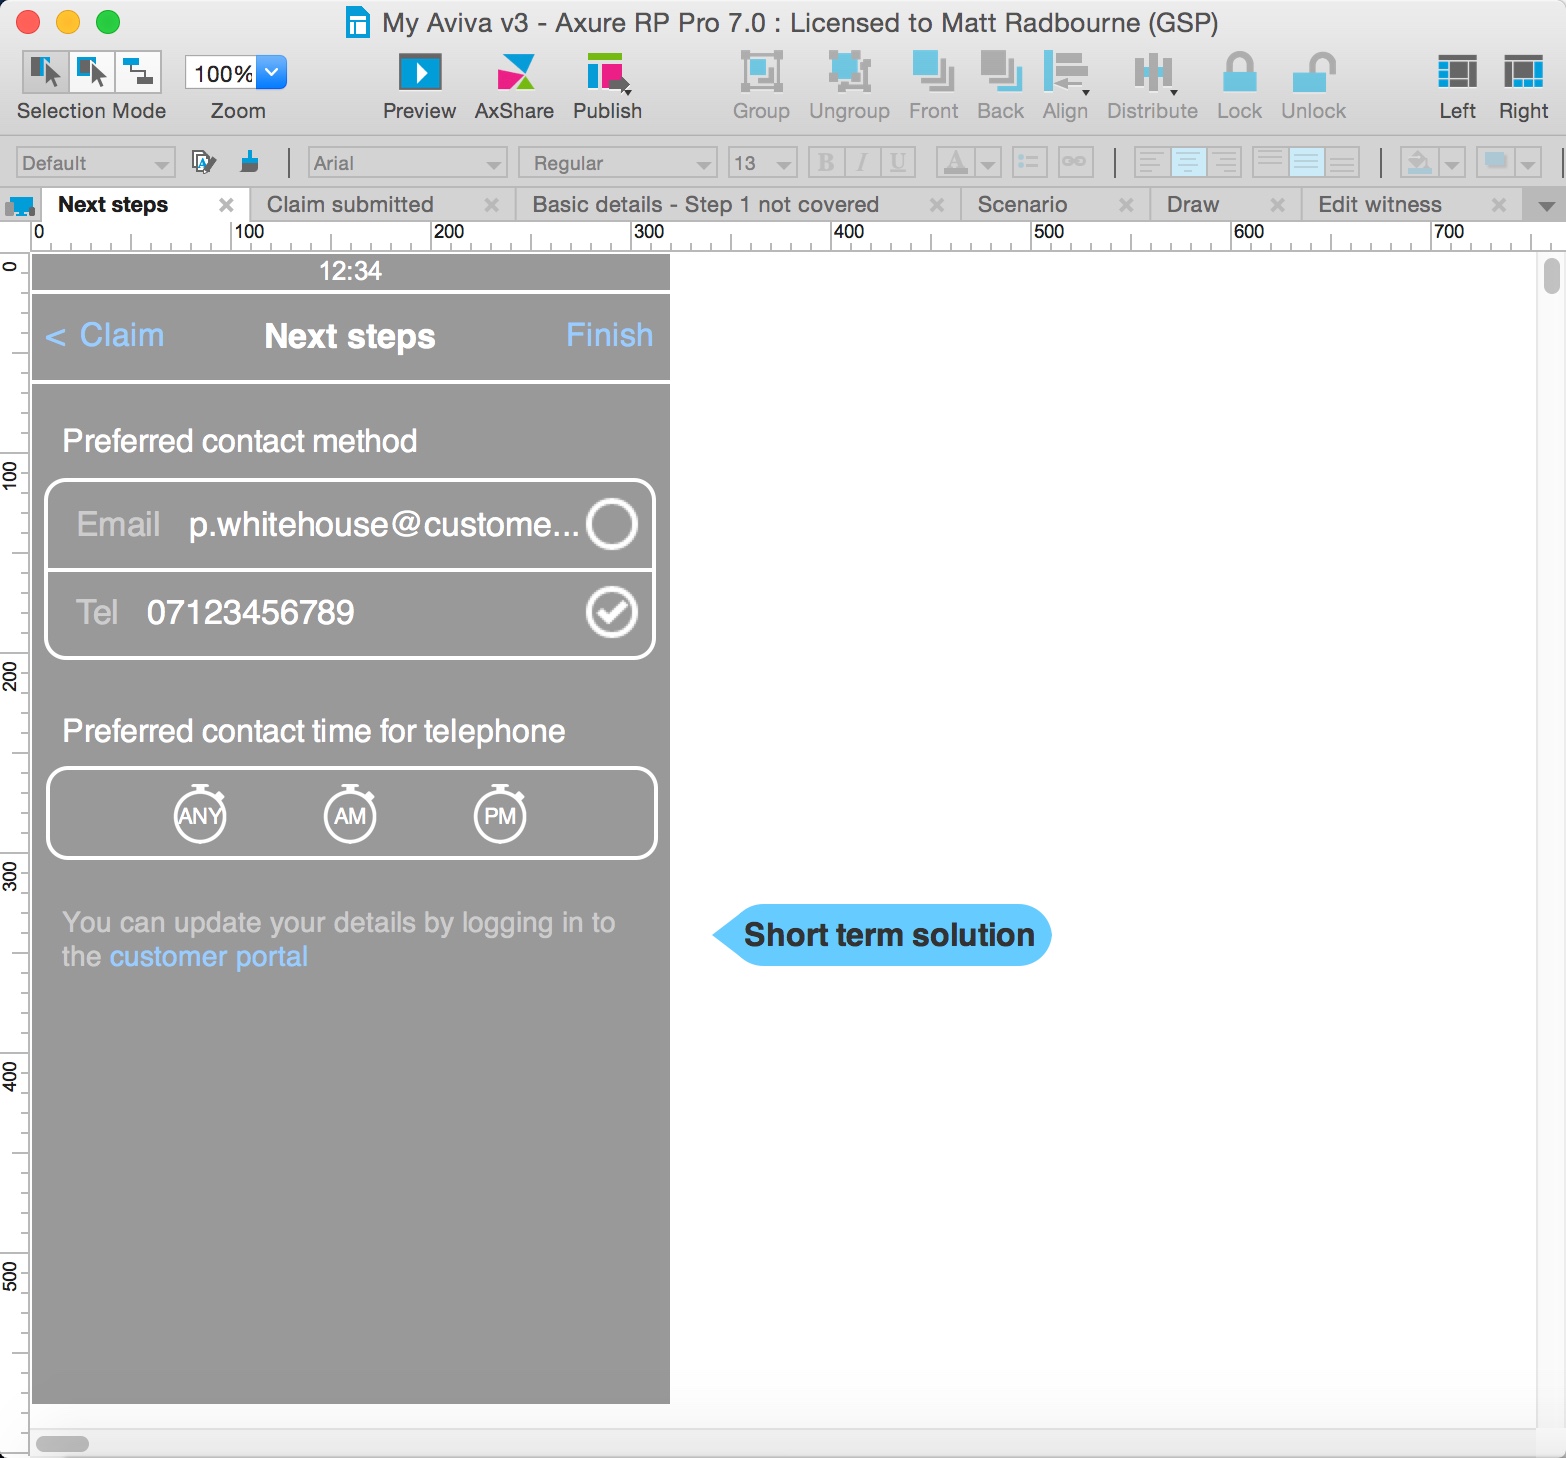 My Aviva v3 - Axure RP Pro 7.0 : Licensed to Matt Radbourne (GSP)
100%
Selection Mode Zoom Preview AxShare Publish Group Ungroup Front Back Align Distribute Lock Unlock Left Right
Default Arial Regular 13 B I U A
Next steps Claim submitted Basic details - Step 1 not covered Scenario Draw Edit witness
0 100 200 300 400 500 600 700
0
100
200
300
400
500
12:34
< Claim Next steps Finish
Preferred contact method
Email p.whitehouse@custome...
Tel 07123456789
Preferred contact time for telephone
ANY AM PM
You can update your details by logging in to
the customer portal
Short term solution